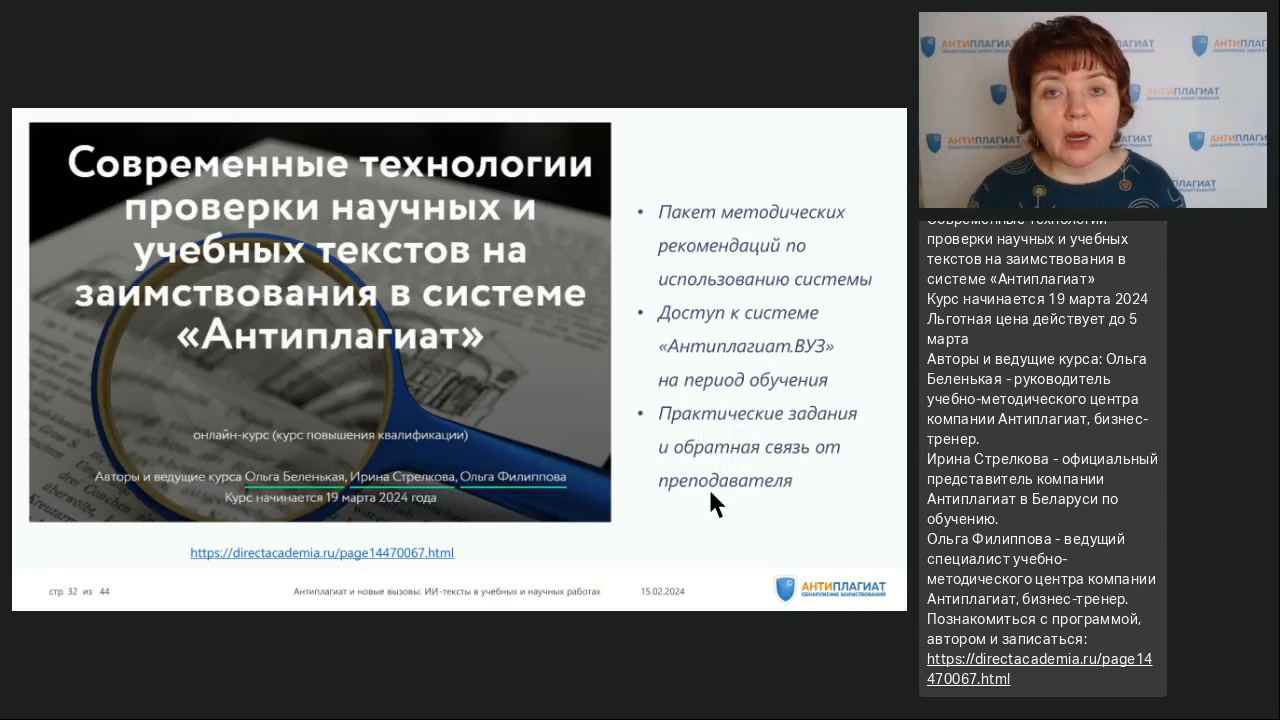 Современные технологии
проверки научных и
учебных текстов на
заимствования в системе
«Антиплагиат»
онлайн-курс (курс повышения квалификации)
Авторы и ведущие курса Ольга Беленькая, Ирина Стрелкова, Ольга Филиппова
Курс начинается 19 марта 2024 года
https://directacademia.ru/page14470067.html
• Пакет методических
рекомендаций по
использованию системы
• Доступ к системе
«Антиплагиат.ВУЗ»
на период обучения
• Практические задания
и обратная связь от
преподавателя
стр. 32 из 44
Антиплагиат и новые вызовы: ИИ-тексты в учебных и научных работах
15.02.2024
АНТИПЛАГИАТ
ОБНАРУЖЕНИЕ ЗАИМСТВОВАНИЙ
АНТИПЛАГИАТ
Современные технологии
проверки научных и учебных
текстов на заимствования в
системе «Антиплагиат»
Курс начинается 19 марта 2024
Льготная цена действует до 5
марта
Авторы и ведущие курса: Ольга
Беленькая - руководитель
учебно-методического центра
компании Антиплагиат, бизнес-
тренер.
Ирина Стрелкова - официальный
представитель компании
Антиплагиат в Беларуси по
обучению.
Ольга Филиппова - ведущий
специалист учебно-
методического центра компании
Антиплагиат, бизнес-тренер.
Познакомиться с программой,
автором и записаться:
https://directacademia.ru/page14
470067.html